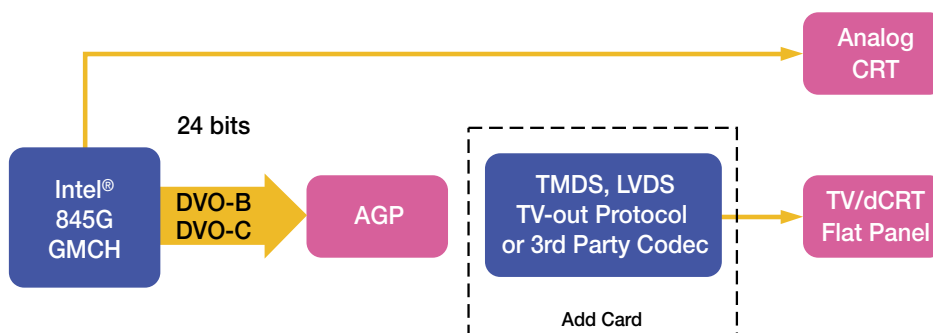 Analog
CRT
24 bits
Intel®
845G
GMCH
DVO-B
DVO-C
AGP
TMDS, LVDS
TV-out Protocol
or 3rd Party Codec
TV/dCRT
Flat Panel
Add Card